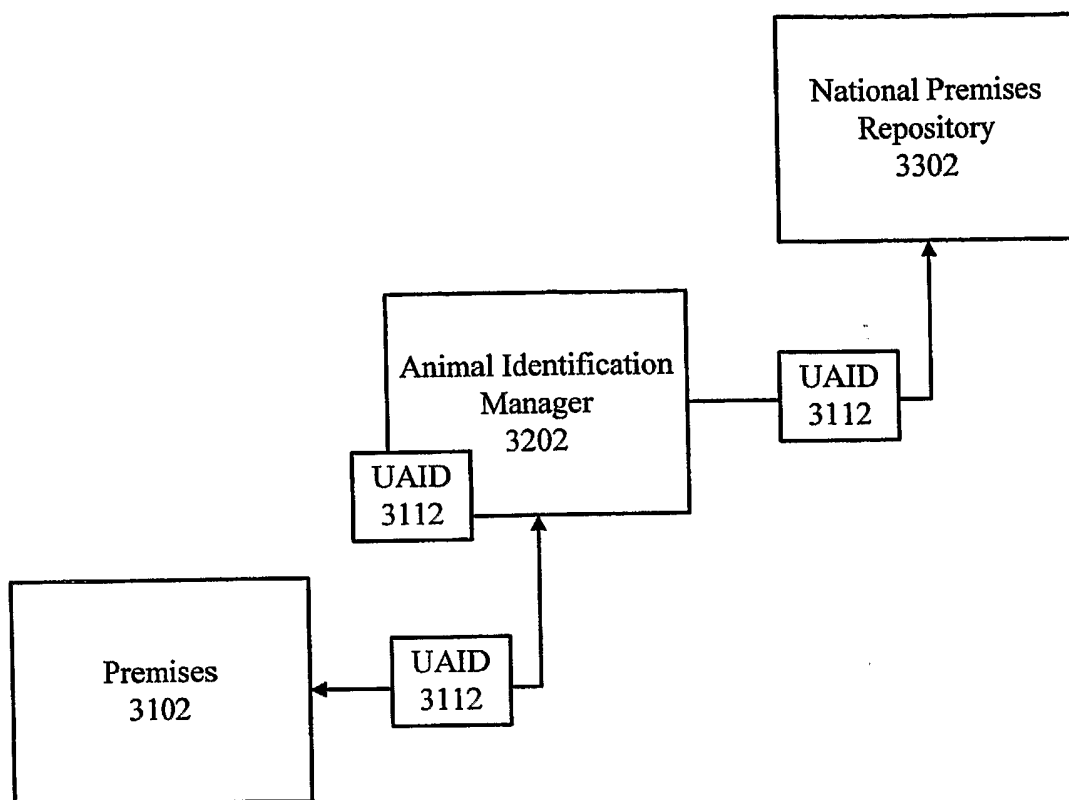 National Premises
Repository
3302
Animal Identification
Manager
3202
UAID
3112
UAID
3112
UAID
3112
Premises
3102